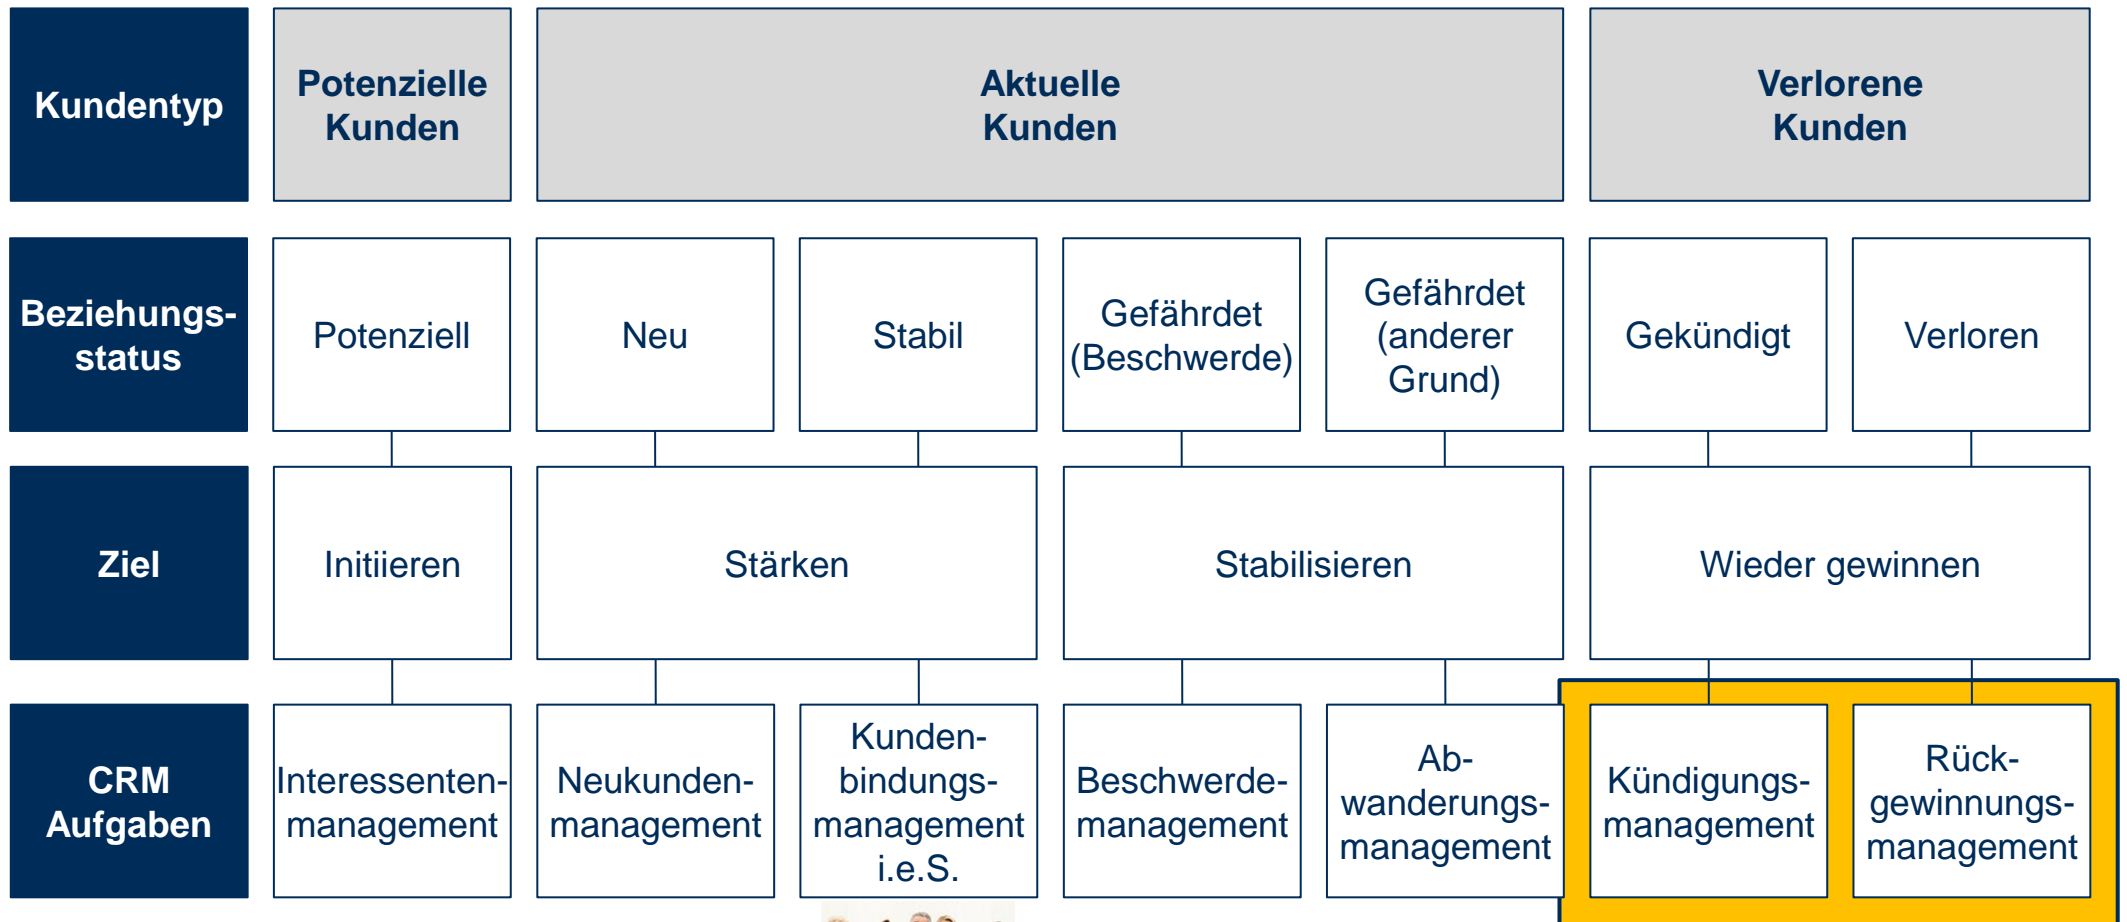 Kundentyp
Potenzielle
Kunden
Aktuelle
Kunden
Verlorene
Kunden
Beziehungs-
status
Potenziell
Neu
Stabil
Gefährdet
(Beschwerde)
Gefährdet
(anderer
Grund)
Gekündigt
Verloren
Ziel
Initiieren
Stärken
Stabilisieren
Wieder gewinnen
CRM
Aufgaben
Interessenten-
management
Neukunden-
management
Kunden-
bindungs-
management
i.e.S.
Beschwerde-
management
Ab-
wanderungs-
management
Kündigungs-
management
Rück-
gewinnungs-
management